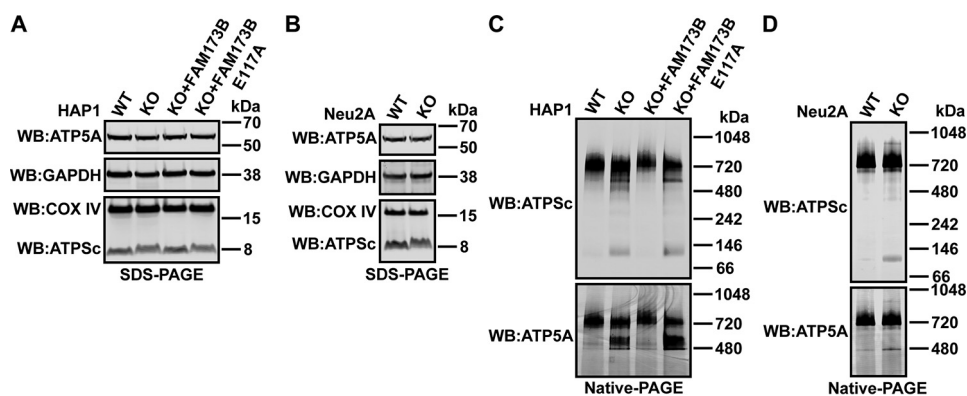 A
HAP1
WT
KO
KO+FAM173B
KO+FAM173B
E117A
kDa
WB:ATP5A
70
50
WB:GAPDH
38
WB:COX IV
15
WB:ATPSc
8
SDS-PAGE
B
Neu2A
WT
KO
kDa
WB:ATP5A
70
50
WB:GAPDH
38
WB:COX IV
15
WB:ATPSc
8
SDS-PAGE
C
HAP1
WT
KO
KO+FAM173B
KO+FAM173B
E117A
kDa
1048
720
WB:ATPSc
480
242
146
66
1048
WB:ATP5A
720
480
Native-PAGE
D
Neu2A
WT
KO
kDa
1048
720
480
WB:ATPSc
242
146
66
1048
WB:ATP5A
720
480
Native-PAGE